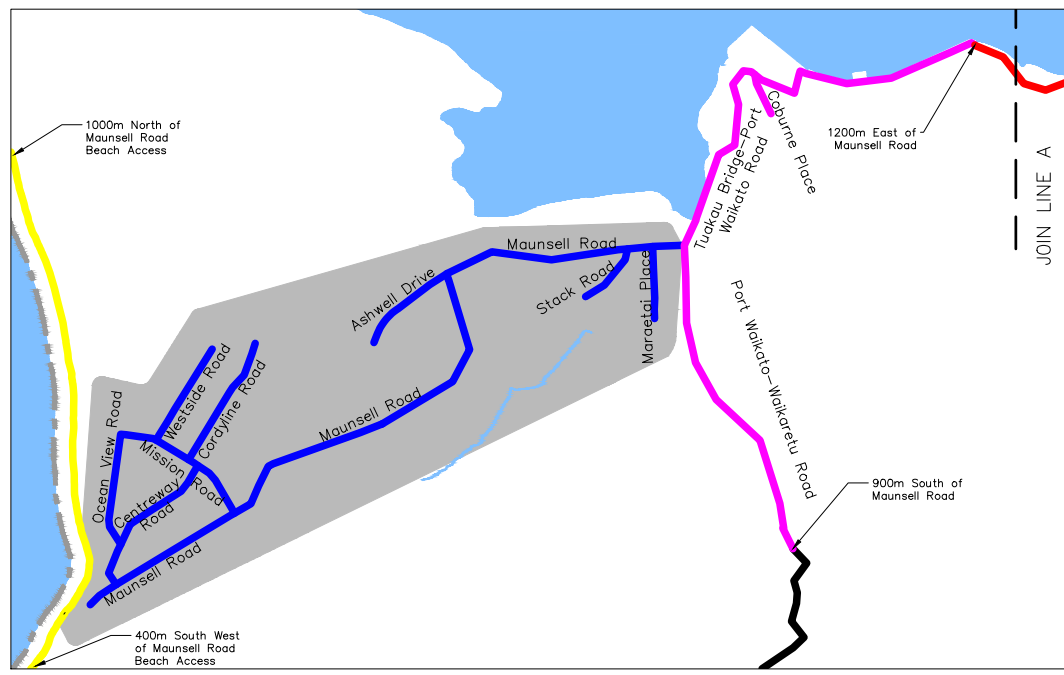 1000m North of
Maunsell Road
Beach Access
Coburne Place
1200m East of
Maunsell Road
JOIN LINE A
Tuakau Bridge-Port
Waikato Road
Maunsell Road
Ashwell Drive
Stack Road
Maraetai Place
Port Waikato-Waikaretu Road
Westside Road
Cordyline Road
Maunsell Road
Ocean View Road
Mission Road
Centreway
Road
Maunsell Road
900m South of
Maunsell Road
400m South West
of Maunsell Road
Beach Access